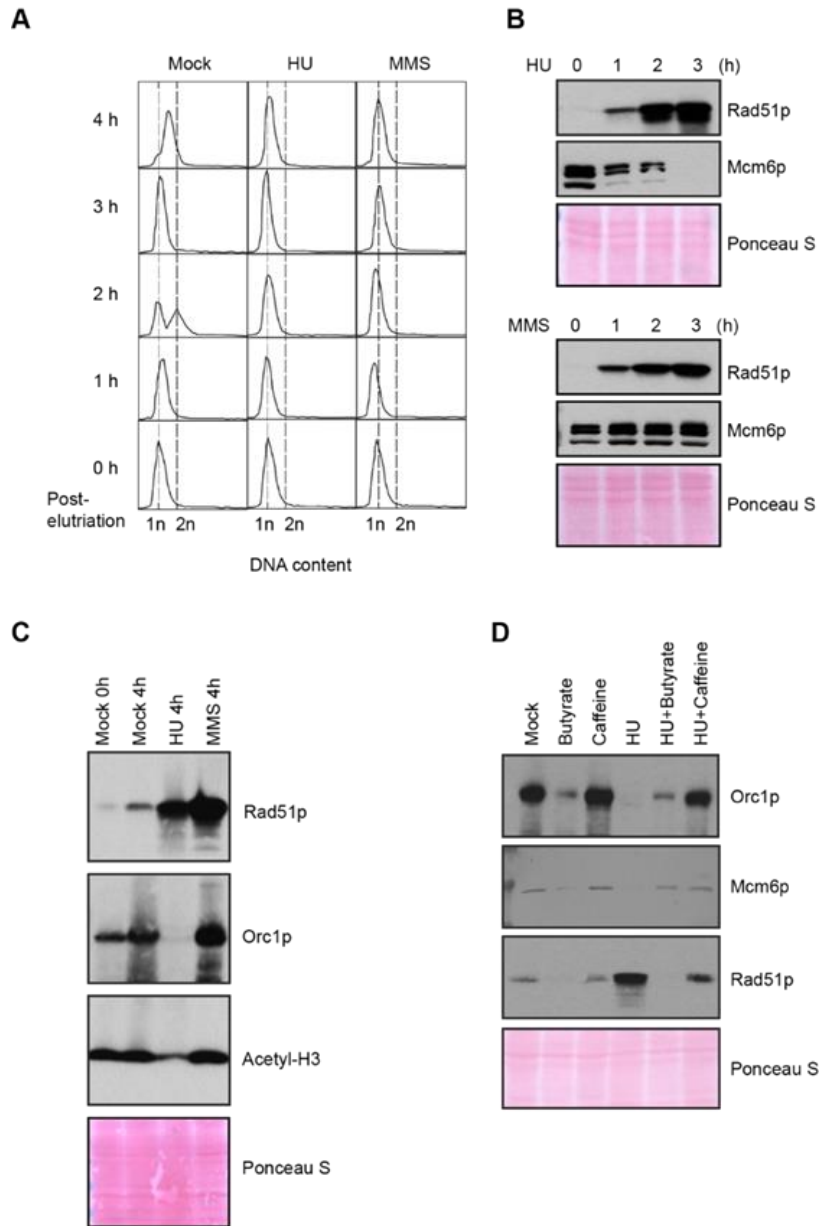 A
Mock HU MMS
4 h
3 h
2 h
1 h
0 h
Post-
elutriation
1n 2n 1n 2n 1n 2n
DNA content
B
HU 0 1 2 3 (h)
Rad51p
Mcm6p
Ponceau S
MMS 0 1 2 3 (h)
Rad51p
Mcm6p
Ponceau S
C
Mock 0h
Mock 4h
HU 4h
MMS 4h
Rad51p
Orc1p
Acetyl-H3
Ponceau S
D
Mock
Butyrate
Caffeine
HU
HU+Butyrate
HU+Caffeine
Orc1p
Mcm6p
Rad51p
Ponceau S